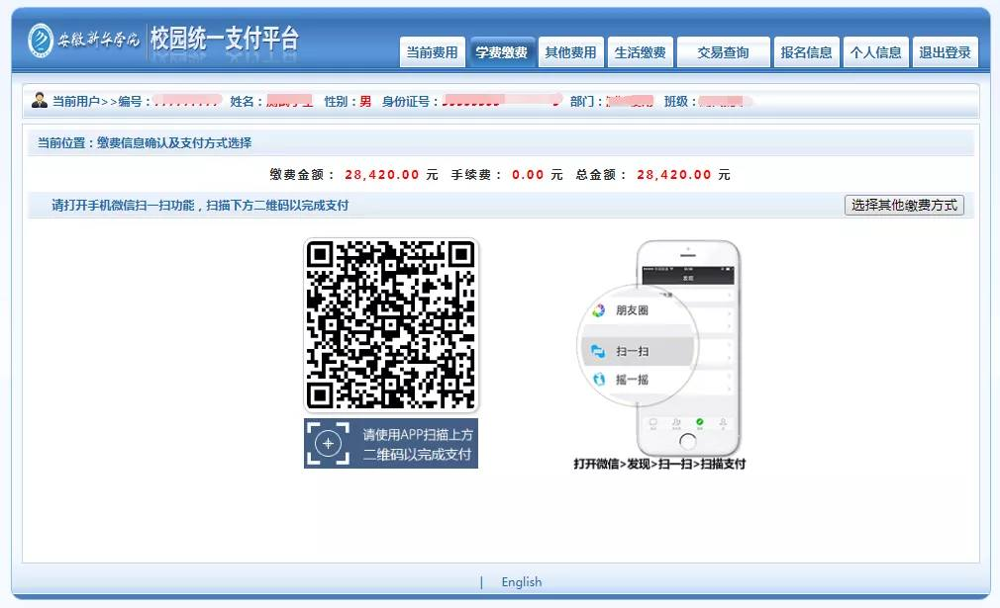 安徽新华学院 校园统一支付平台
当前费用 学费缴费 其他费用 生活缴费 交易查询 报名信息 个人信息 退出登录
当前用户>>编号： 姓名： 性别：男 身份证号： 部门： 班级：
当前位置：缴费信息确认及支付方式选择
缴费金额： 28,420.00 元 手续费： 0.00 元 总金额： 28,420.00 元
请打开手机微信扫一扫功能，扫描下方二维码以完成支付 选择其他缴费方式
发现
朋友圈
扫一扫
摇一摇
请使用APP扫描上方
二维码以完成支付
打开微信>发现>扫一扫>扫描支付
| English